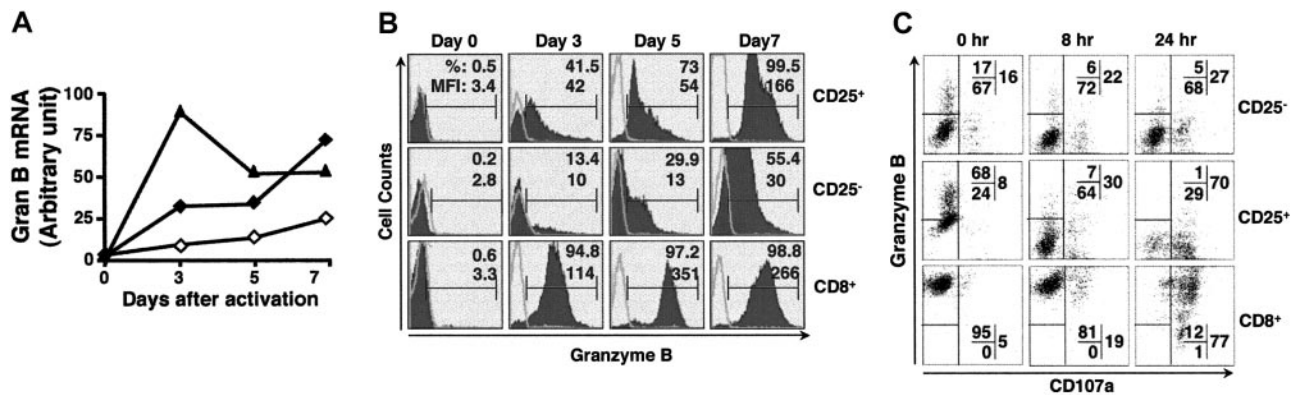 A
Gran B mRNA
(Arbitrary unit)
100
75
50
25
0
0 3 5 7
Days after activation
B
Day 0 Day 3 Day 5 Day7
%: 0.5 41.5 73 99.5
MFI: 3.4 42 54 166
CD25+
0.2 13.4 29.9 55.4
2.8 10 13 30
CD25-
0.6 94.8 97.2 98.8
3.3 114 351 266
CD8+
Cell Counts
Granzyme B
C
0 hr 8 hr 24 hr
17 6 5
67 16 72 22 68 27
CD25-
68 7 1
24 8 64 30 29 70
CD25+
95 81 12
0 5 0 19 1 77
CD8+
Granzyme B
CD107a